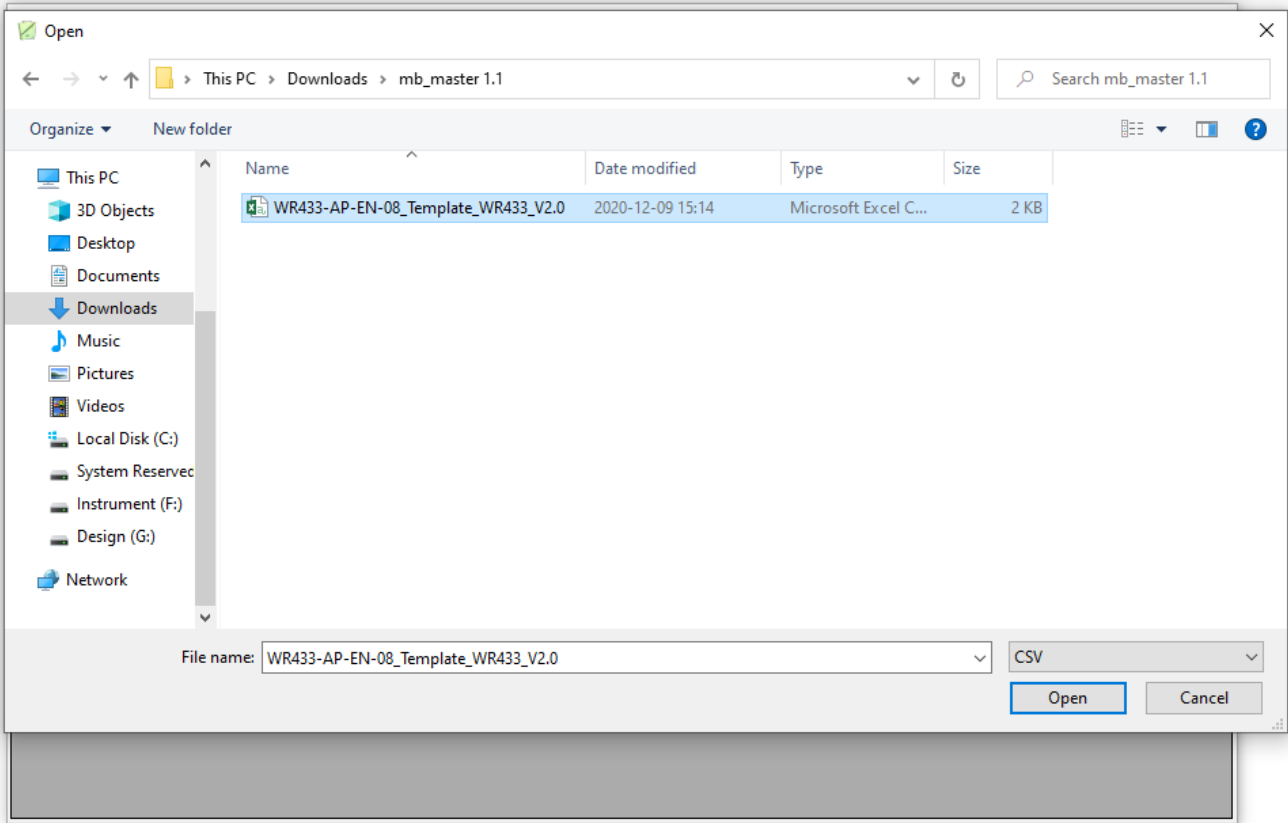 Open
This PC > Downloads > mb_master 1.1
Search mb_master 1.1
Organize
New folder
Name
Date modified
Type
Size
WR433-AP-EN-08_Template_WR433_V2.0
2020-12-09 15:14
Microsoft Excel C...
2 KB
This PC
3D Objects
Desktop
Documents
Downloads
Music
Pictures
Videos
Local Disk (C:)
System Reserved
Instrument (F:)
Design (G:)
Network
File name:
WR433-AP-EN-08_Template_WR433_V2.0
CSV
Open
Cancel